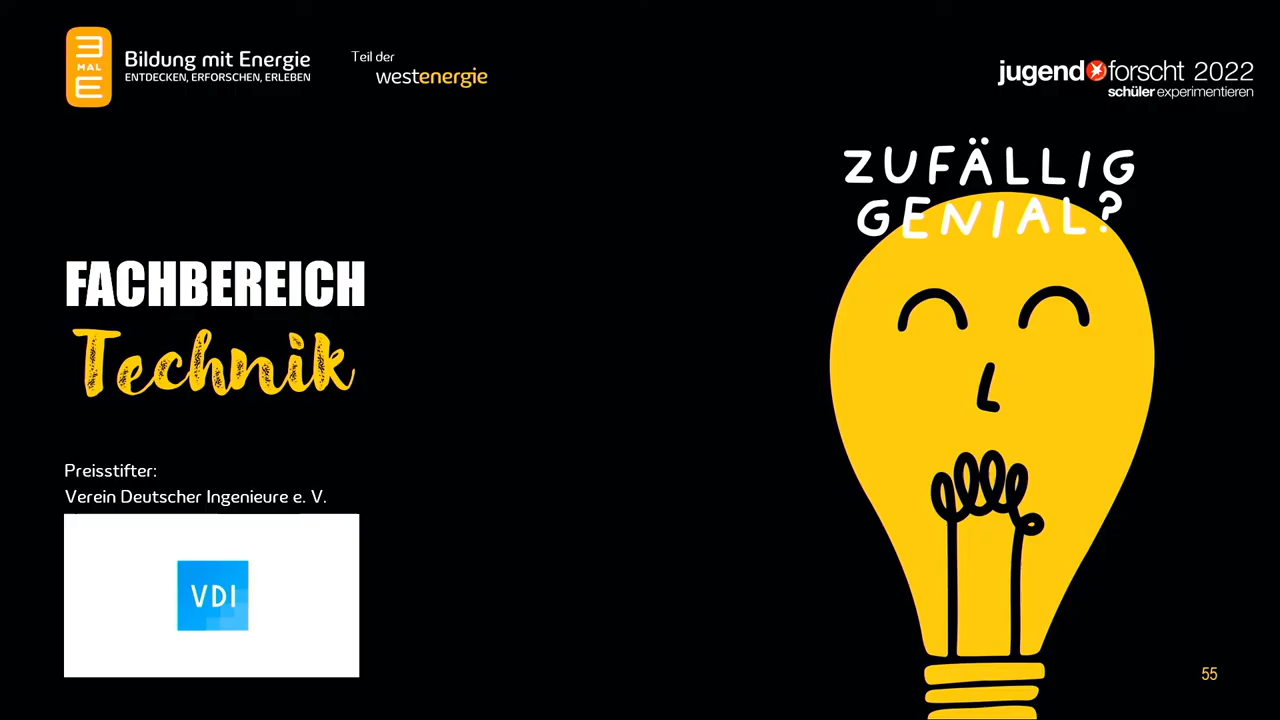 3
MAL
E
Bildung mit Energie
ENTDECKEN, ERFORSCHEN, ERLEBEN
Teil der
westenergie
jugend forscht 2022
schüler experimentieren
ZUFÄLLIG
GENIAL?
FACHBEREICH
Technik
Preisstifter:
Verein Deutscher Ingenieure e. V.
VDI
55